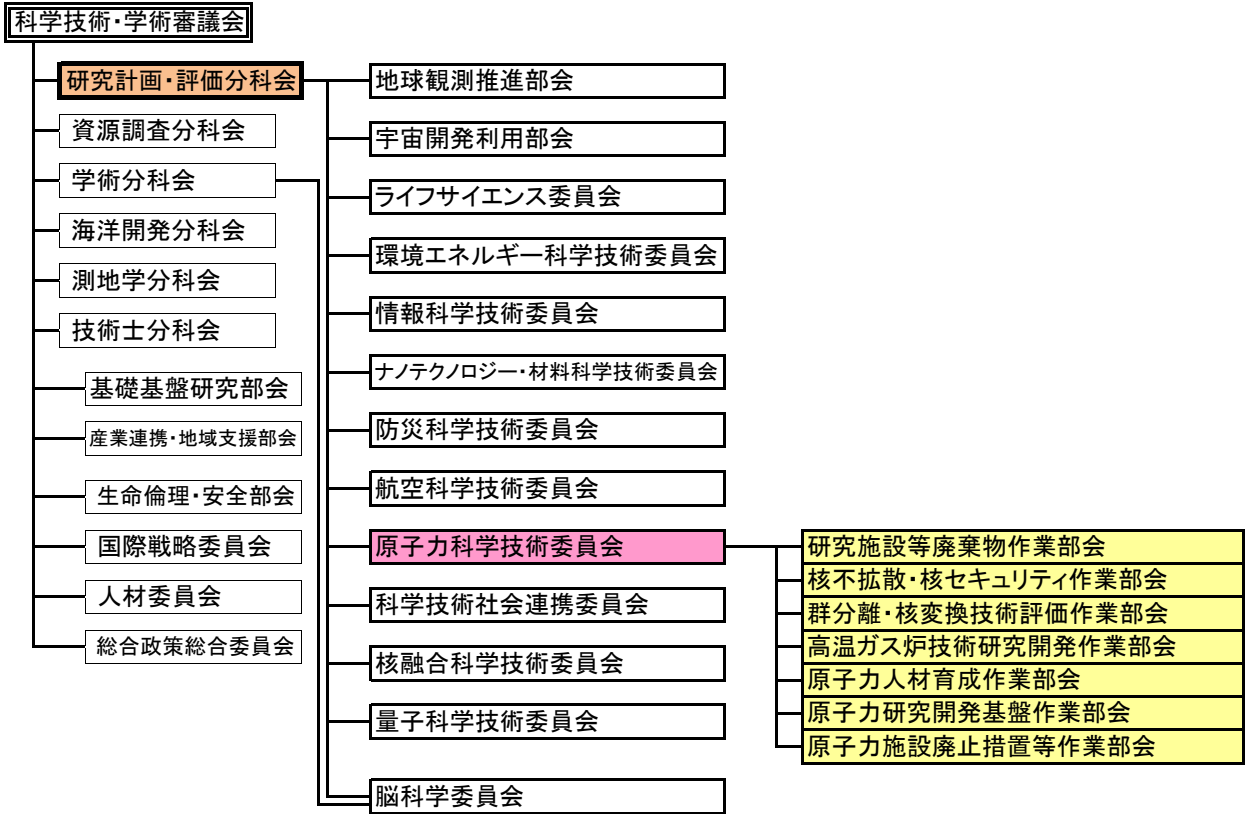 科学技術・学術審議会
研究計画・評価分科会
資源調査分科会
学術分科会
海洋開発分科会
測地学分科会
技術士分科会
基礎基盤研究部会
産業連携・地域支援部会
生命倫理・安全部会
国際戦略委員会
人材委員会
総合政策総合委員会
地球観測推進部会
宇宙開発利用部会
ライフサイエンス委員会
環境エネルギー科学技術委員会
情報科学技術委員会
ナノテクノロジー・材料科学技術委員会
防災科学技術委員会
航空科学技術委員会
原子力科学技術委員会
科学技術社会連携委員会
核融合科学技術委員会
量子科学技術委員会
脳科学委員会
研究施設等廃棄物作業部会
核不拡散・核セキュリティ作業部会
群分離・核変換技術評価作業部会
高温ガス炉技術研究開発作業部会
原子力人材育成作業部会
原子力研究開発基盤作業部会
原子力施設廃止措置等作業部会